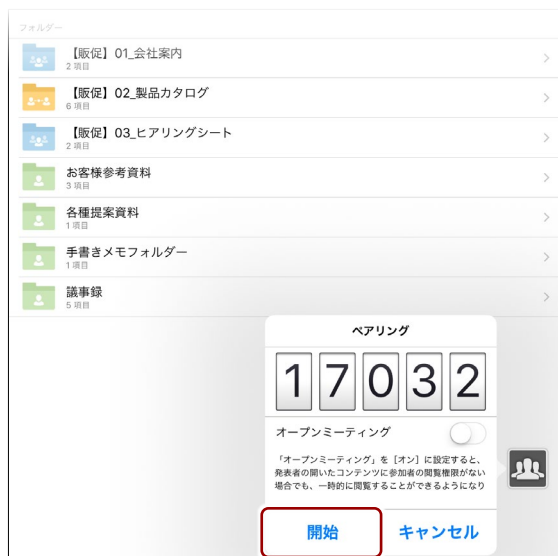 フォルダー
【販促】01_会社案内
2 項目
【販促】02_製品カタログ
6 項目
【販促】03_ヒアリングシート
2 項目
お客様参考資料
3 項目
各種提案資料
1 項目
手書きメモフォルダー
1 項目
議事録
5 項目
ペアリング
17032
オープンミーティング
「オープンミーティング」を［オン］に設定すると、
発表者の開いたコンテンツに参加者の閲覧権限がない
場合でも、一時的に閲覧することができるようになり
開始 キャンセル